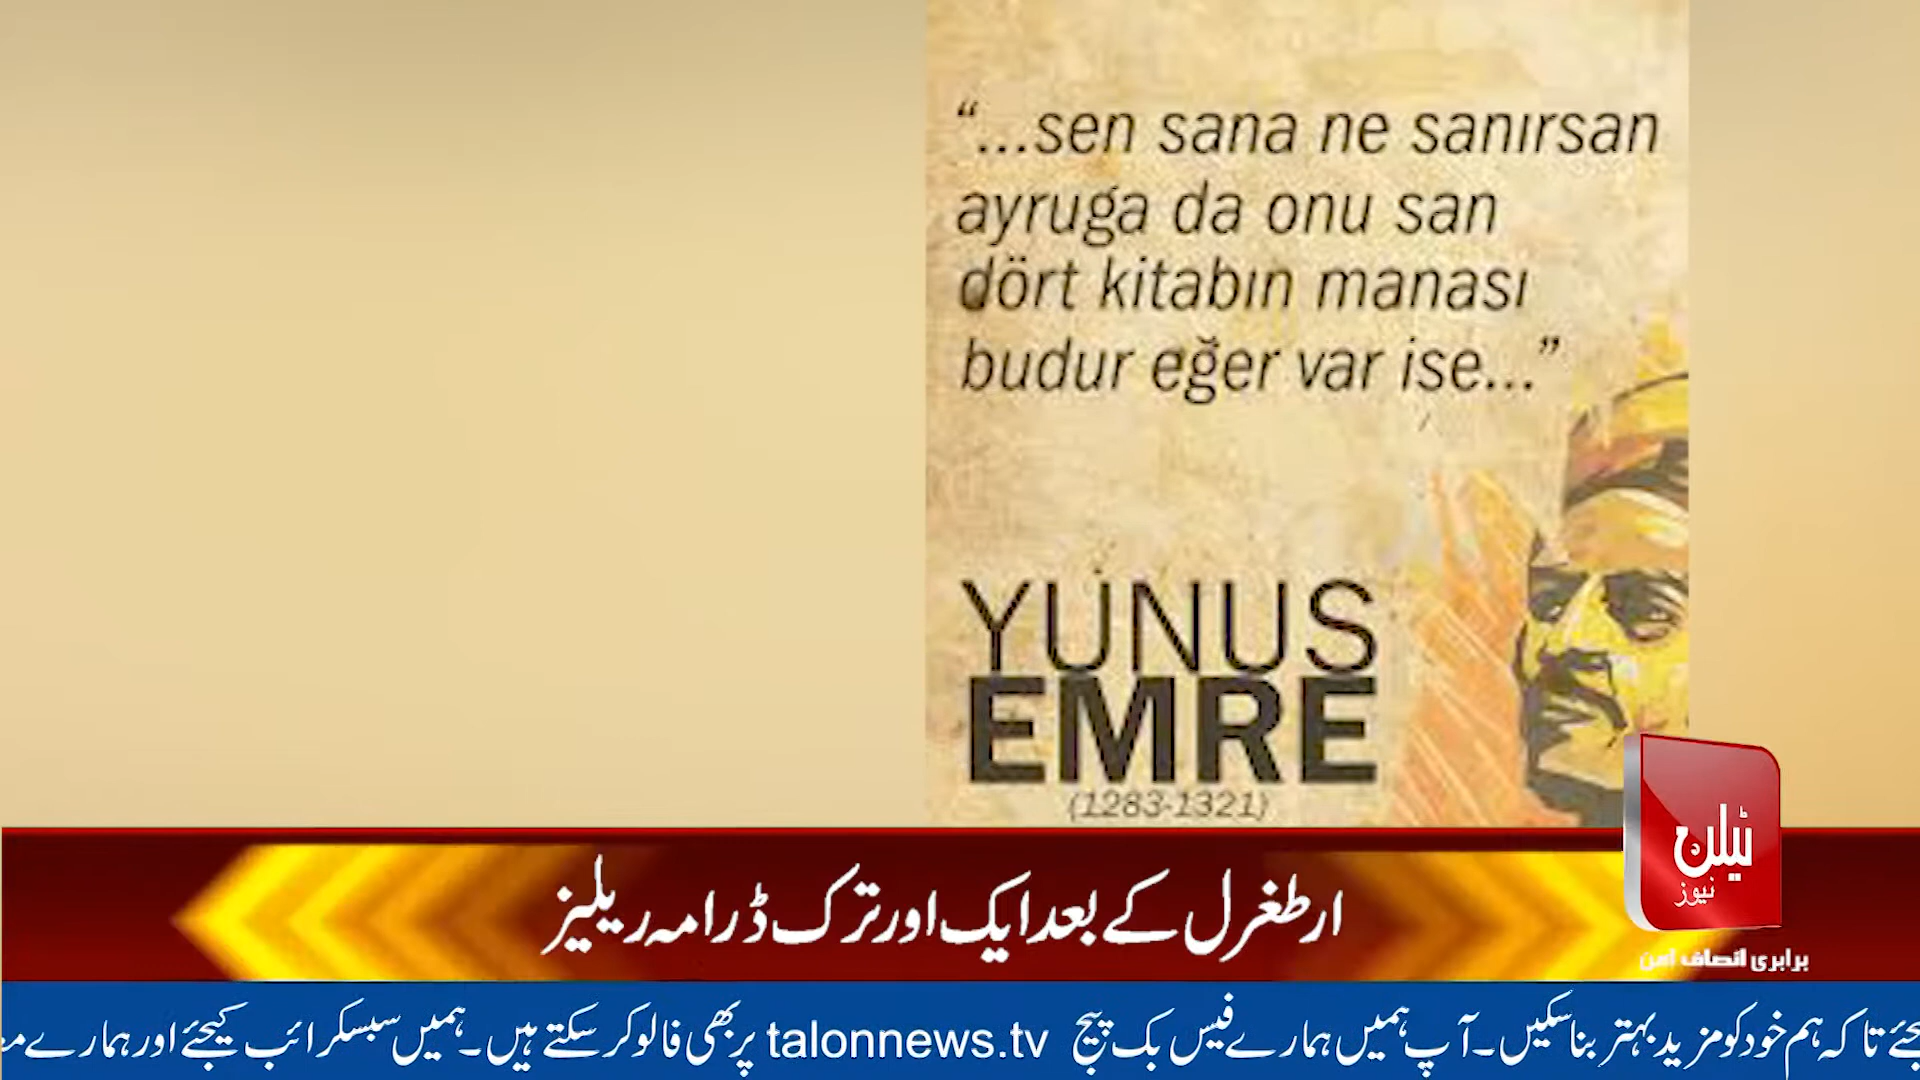 “...sen sana ne sanırsan
ayruga da onu san
dört kitabın manası
budur eğer var ise...”
YUNUS
EMRE
(1283-1321)
ٹیلن
نیوز
ارطغرل کے بعد ایک اور ترک ڈرامہ ریلیز
برابری انصاف امن
تاکہ ہم خود کو مزید بہتر بنا سکیں۔ آپ ہمیں ہمارے فیس بک پیچ talonnews.tv پر بھی فالو کر سکتے ہیں۔ ہمیں سبسکرائب کیجئے اور ہمارے